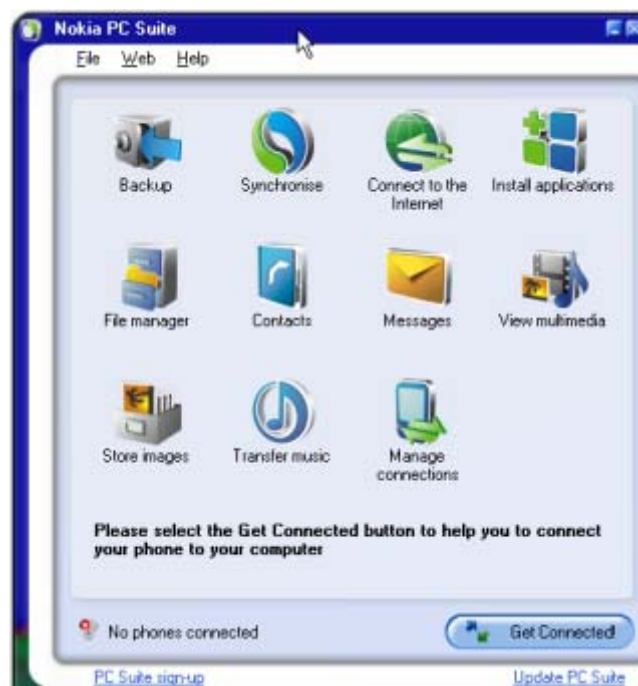 Nokia PC Suite
File Web Help
Backup
Synchronise
Connect to the
Internet
Install applications
File manager
Contacts
Messages
View multimedia
Store images
Transfer music
Manage
connections
Please select the Get Connected button to help you to connect
your phone to your computer
No phones connected
Get Connected!
PC Suite sign-up
Update PC Suite